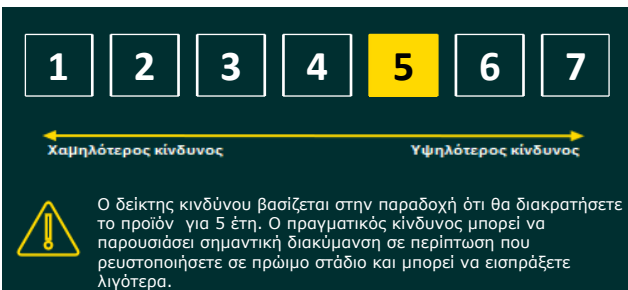 1 2 3 4 5 6 7
Χαμηλότερος κίνδυνος Υψηλότερος κίνδυνος
Ο δείκτης κινδύνου βασίζεται στην παραδοχή ότι θα διακρατήσετε
το προϊόν για 5 έτη. Ο πραγματικός κίνδυνος μπορεί να
παρουσιάσει σημαντική διακύμανση σε περίπτωση που
ρευστοποιήσετε σε πρώιμο στάδιο και μπορεί να εισπράξετε
λιγότερα.